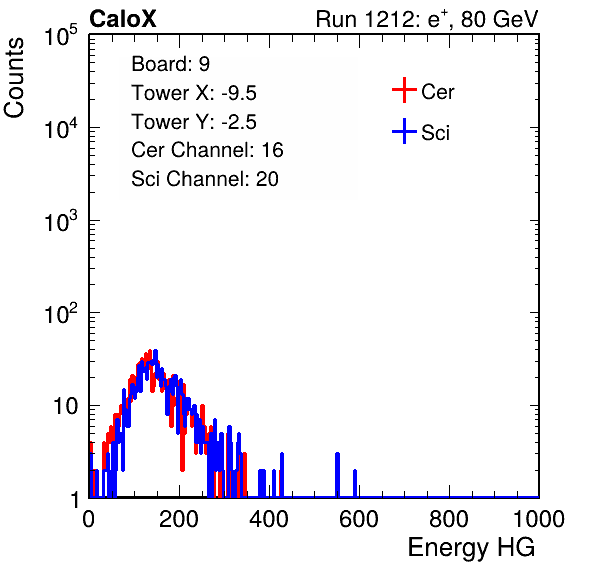 CaloX Run 1212: e⁺, 80 GeV
Board: 9
Tower X: -9.5
Tower Y: -2.5
Cer Channel: 16
Sci Channel: 20
Cer
Sci
Counts
10⁵
10⁴
10³
10²
10
1
0 200 400 600 800 1000
Energy HG